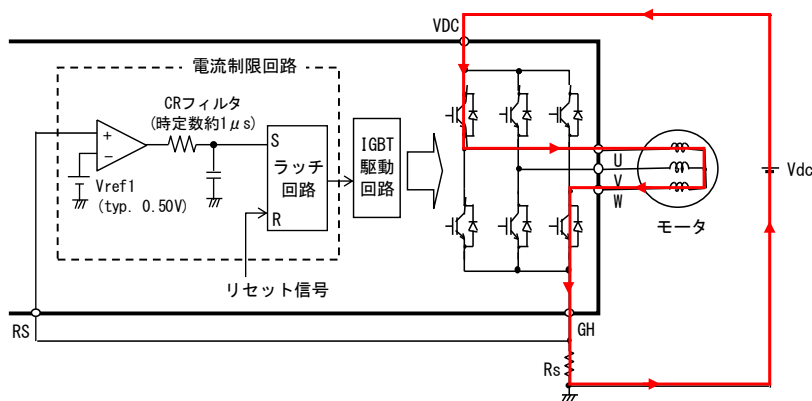 VDC
電流制限回路
CRフィルタ
(時定数約1μs)
+
−
Vref1
(typ. 0.50V)
S
ラッチ
回路
R
IGBT
駆動
回路
リセット信号
U
V
W
モータ
Vdc
RS
GH
Rs